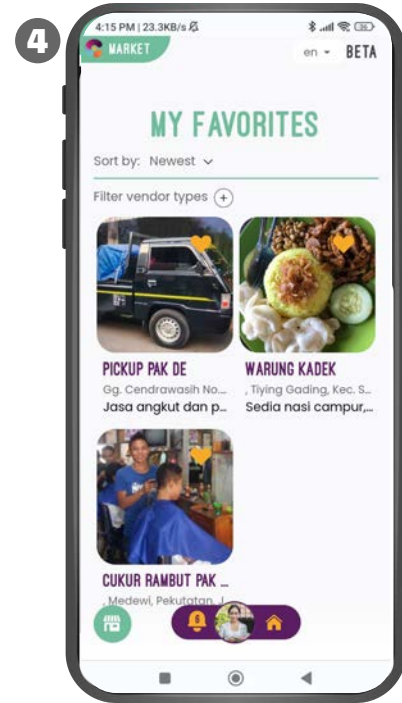 4
4:15 PM | 23.3KB/s
MARKET
en
BETA
MY FAVORITES
Sort by: Newest
Filter vendor types
PICKUP PAK DE
Gg. Cendrawasih No...
Jasa angkut dan p...
WARUNG KADEK
, Tiying Gading, Kec. S...
Sedia nasi campur,...
CUKUR RAMBUT PAK ...
, Medewi, Pekutatan, J...